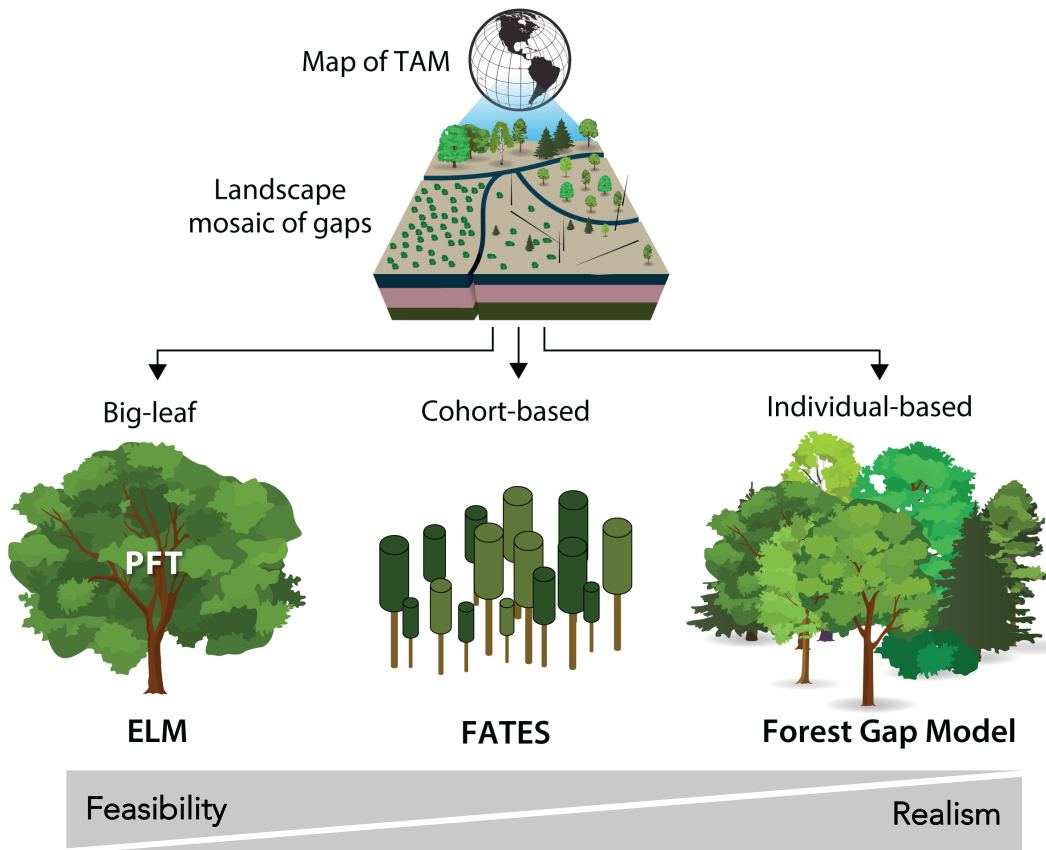 Map of TAM
Landscape
mosaic of gaps
Big-leaf
Cohort-based
Individual-based
PFT
ELM
FATES
Forest Gap Model
Feasibility
Realism